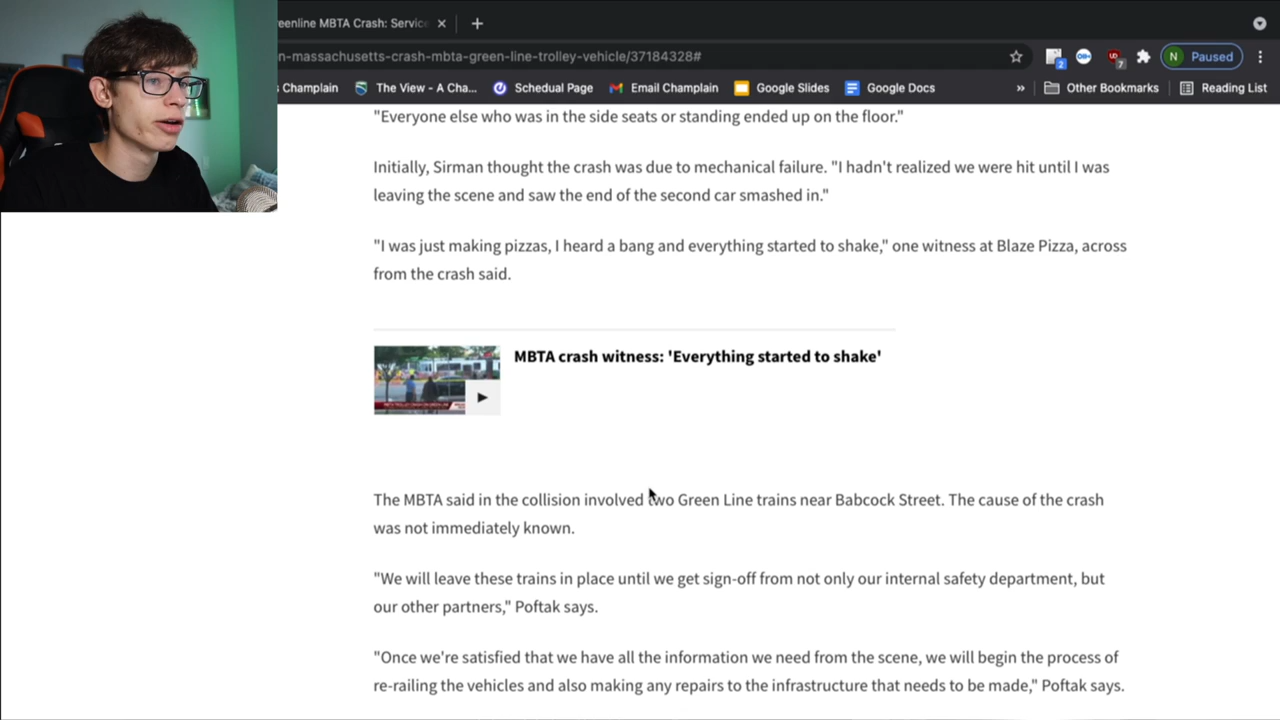 eenline MBTA Crash: Servic
n-massachusetts-crash-mbta-green-line-trolley-vehicle/37184328#
2
7
N Paused
Champlain
The View - A Cha...
Schedual Page
Email Champlain
Google Slides
Google Docs
»
Other Bookmarks
Reading List
"Everyone else who was in the side seats or standing ended up on the floor."
Initially, Sirman thought the crash was due to mechanical failure. "I hadn't realized we were hit until I was
leaving the scene and saw the end of the second car smashed in."
"I was just making pizzas, I heard a bang and everything started to shake," one witness at Blaze Pizza, across
from the crash said.
MBTA crash witness: 'Everything started to shake'
The MBTA said in the collision involved two Green Line trains near Babcock Street. The cause of the crash
was not immediately known.
"We will leave these trains in place until we get sign-off from not only our internal safety department, but
our other partners," Poftak says.
"Once we're satisfied that we have all the information we need from the scene, we will begin the process of
re-railing the vehicles and also making any repairs to the infrastructure that needs to be made," Poftak says.